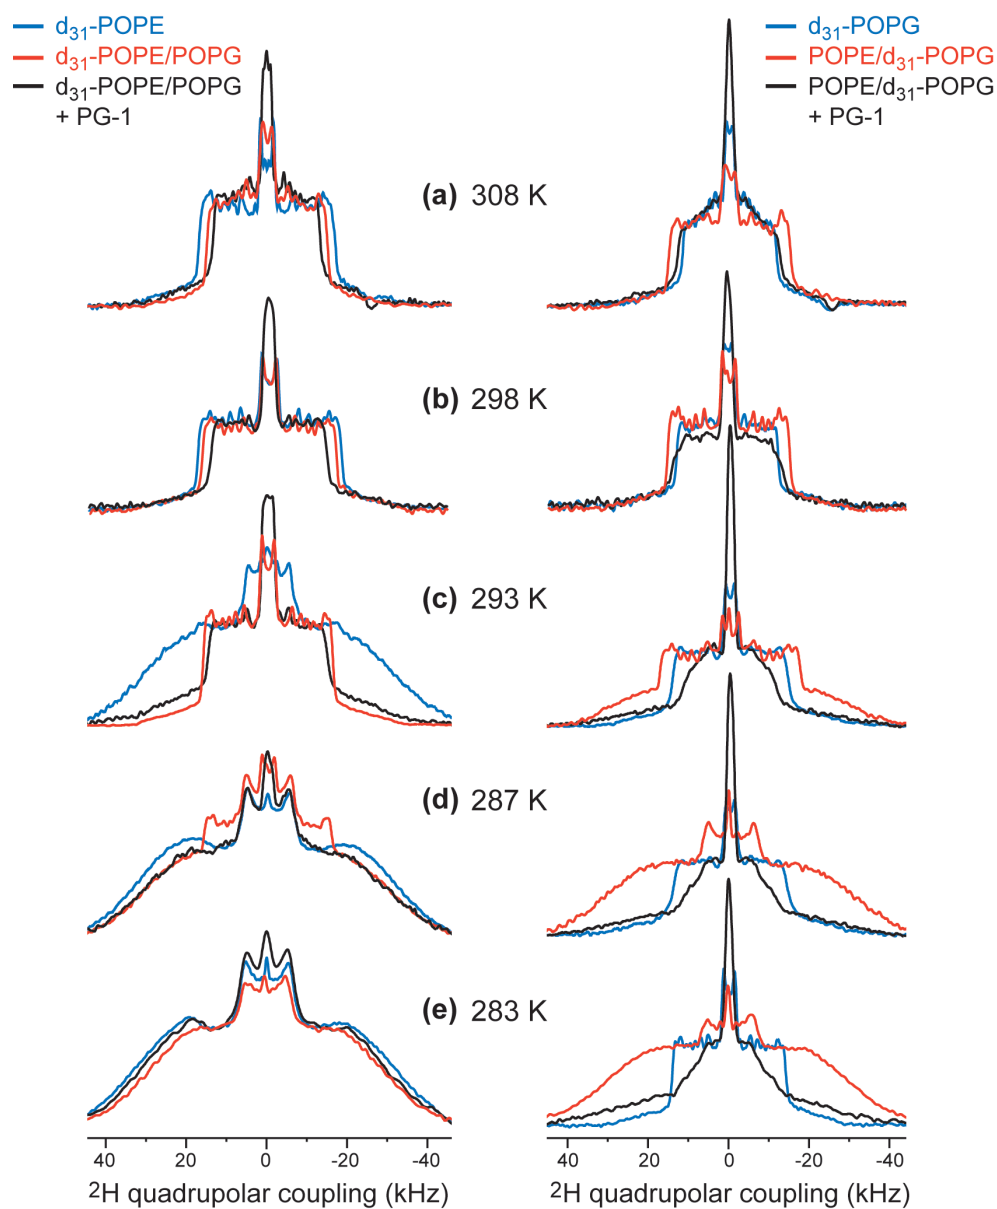 d31-POPE
d31-POPE/POPG
d31-POPE/POPG
+ PG-1
d31-POPG
POPE/d31-POPG
POPE/d31-POPG
+ PG-1
(a) 308 K
(b) 298 K
(c) 293 K
(d) 287 K
(e) 283 K
40 20 0 -20 -40
2H quadrupolar coupling (kHz)
40 20 0 -20 -40
2H quadrupolar coupling (kHz)